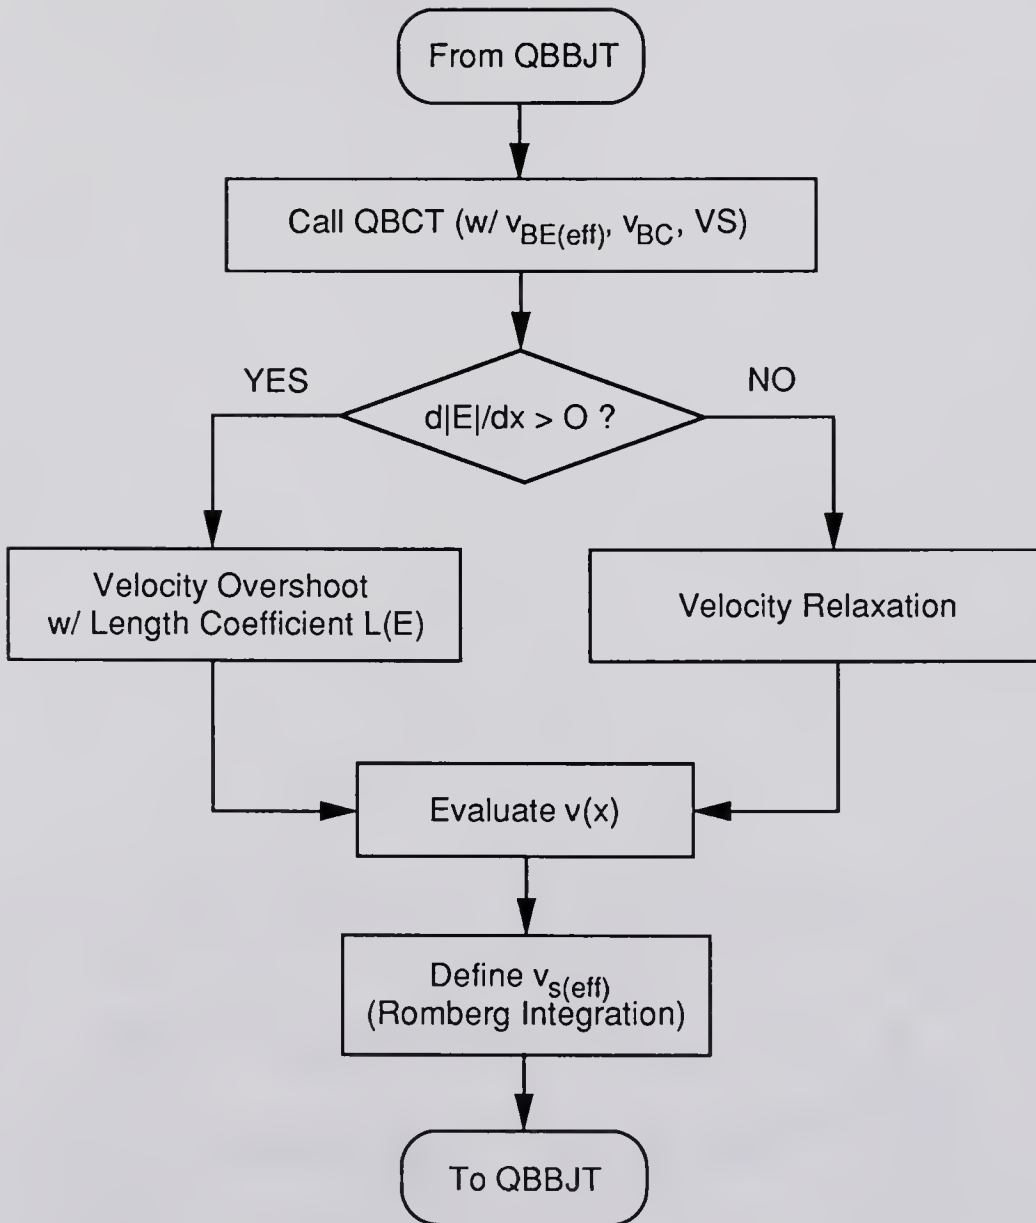 From QBBJT
Call QBCT (w/ vBE(eff), vBC, VS)
YES
NO
d|E|/dx > O ?
Velocity Overshoot
w/ Length Coefficient L(E)
Velocity Relaxation
Evaluate v(x)
Define vs(eff)
(Romberg Integration)
To QBBJT